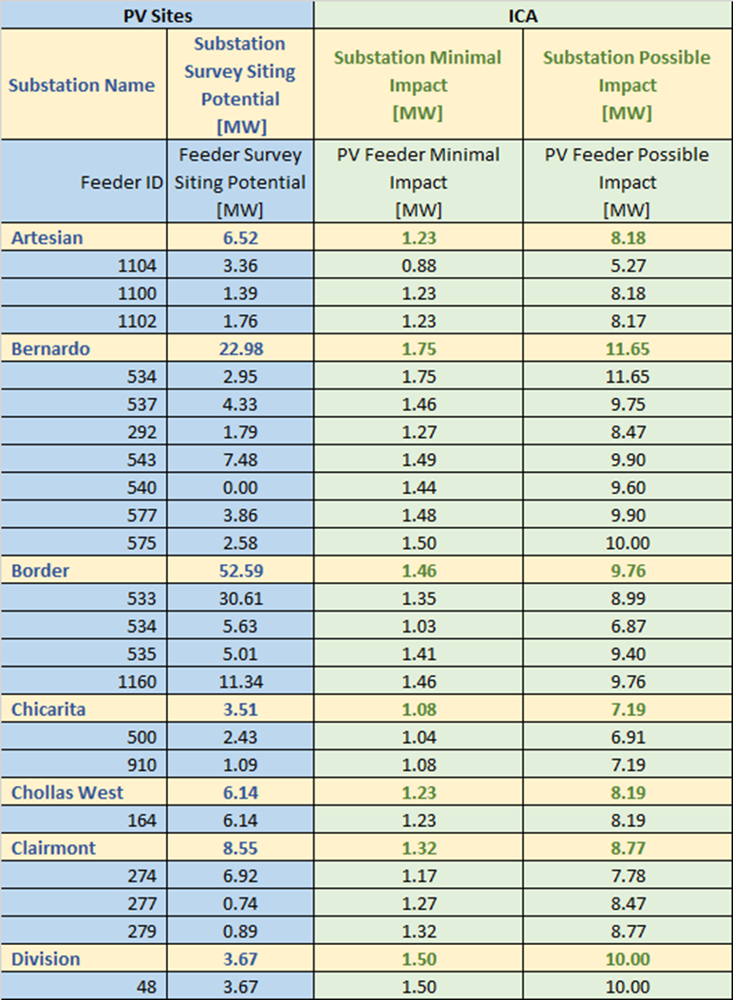 PV Sites ICA
Substation Name Substation Survey Siting Potential [MW] Substation Minimal Impact [MW] Substation Possible Impact [MW]
Feeder ID Feeder Survey Siting Potential [MW] PV Feeder Minimal Impact [MW] PV Feeder Possible Impact [MW]
Artesian 6.52 1.23 8.18
1104 3.36 0.88 5.27
1100 1.39 1.23 8.18
1102 1.76 1.23 8.17
Bernardo 22.98 1.75 11.65
534 2.95 1.75 11.65
537 4.33 1.46 9.75
292 1.79 1.27 8.47
543 7.48 1.49 9.90
540 0.00 1.44 9.60
577 3.86 1.48 9.90
575 2.58 1.50 10.00
Border 52.59 1.46 9.76
533 30.61 1.35 8.99
534 5.63 1.03 6.87
535 5.01 1.41 9.40
1160 11.34 1.46 9.76
Chicarita 3.51 1.08 7.19
500 2.43 1.04 6.91
910 1.09 1.08 7.19
Chollas West 6.14 1.23 8.19
164 6.14 1.23 8.19
Clairmont 8.55 1.32 8.77
274 6.92 1.17 7.78
277 0.74 1.27 8.47
279 0.89 1.32 8.77
Division 3.67 1.50 10.00
48 3.67 1.50 10.00